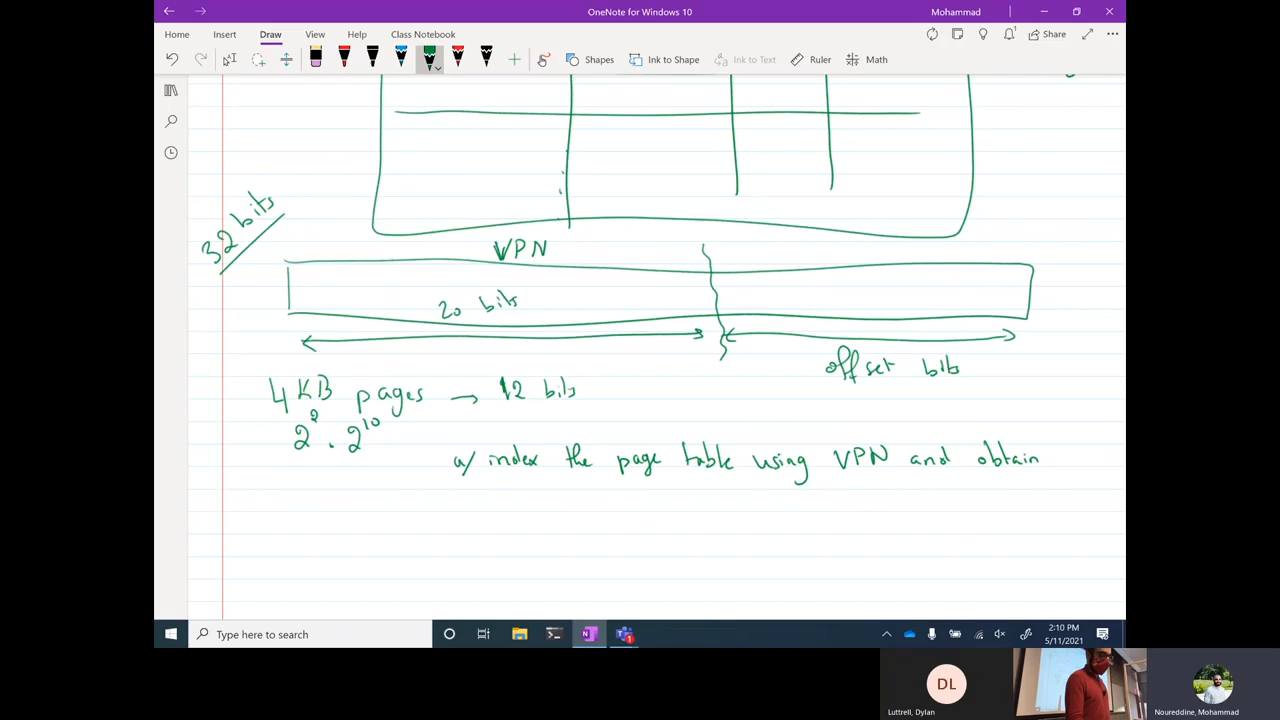 OneNote for Windows 10
Mohammad
Home Insert Draw View Help Class Notebook
Share
Shapes Ink to Shape Ink to Text Ruler Math
32 bits
VPN
20 bits
offset bits
4 KB pages → 12 bits
2² . 2¹⁰
a/ index the page table using VPN and obtain
Type here to search
2:10 PM
5/11/2021
DL
Luttrell, Dylan
Noureddine, Mohammad